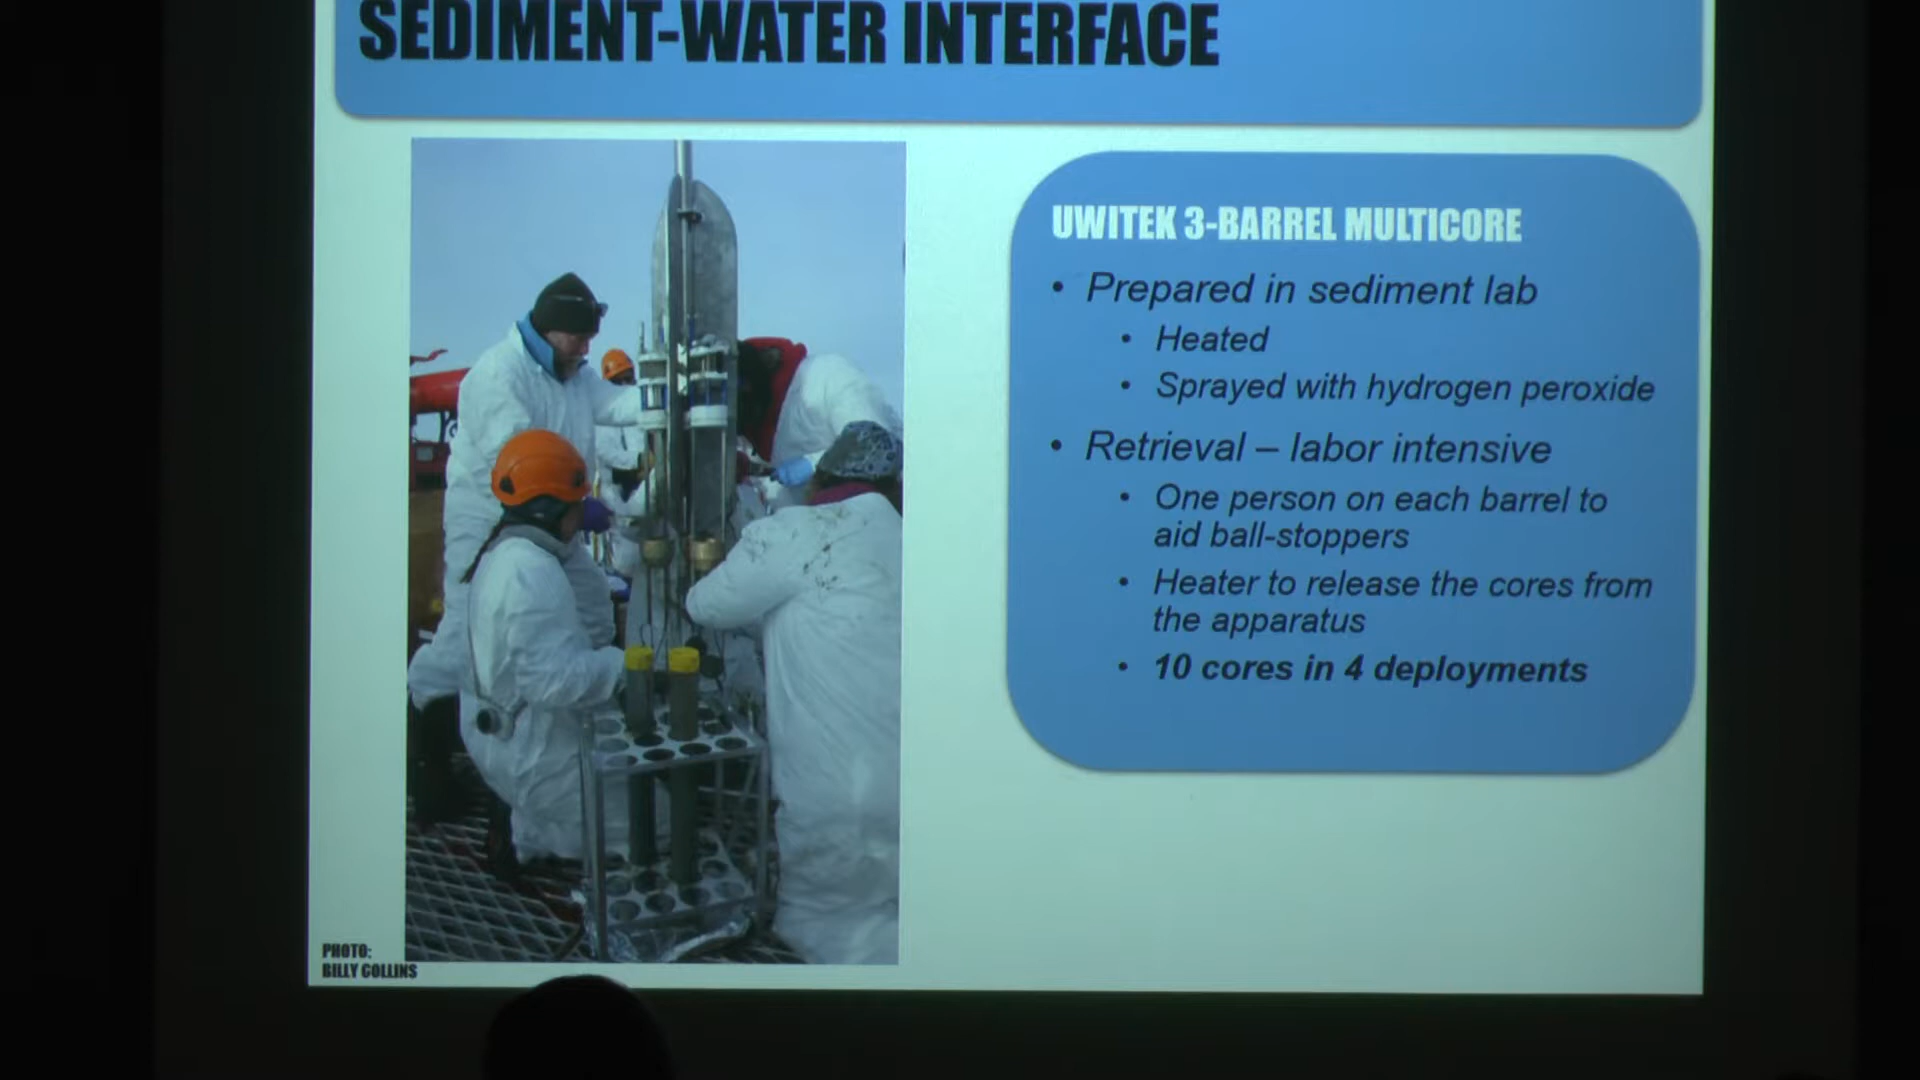 SEDIMENT-WATER INTERFACE
UWITEK 3-BARREL MULTICORE
• Prepared in sediment lab
• Heated
• Sprayed with hydrogen peroxide
• Retrieval – labor intensive
• One person on each barrel to
aid ball-stoppers
• Heater to release the cores from
the apparatus
• 10 cores in 4 deployments
PHOTO:
BILLY COLLINS